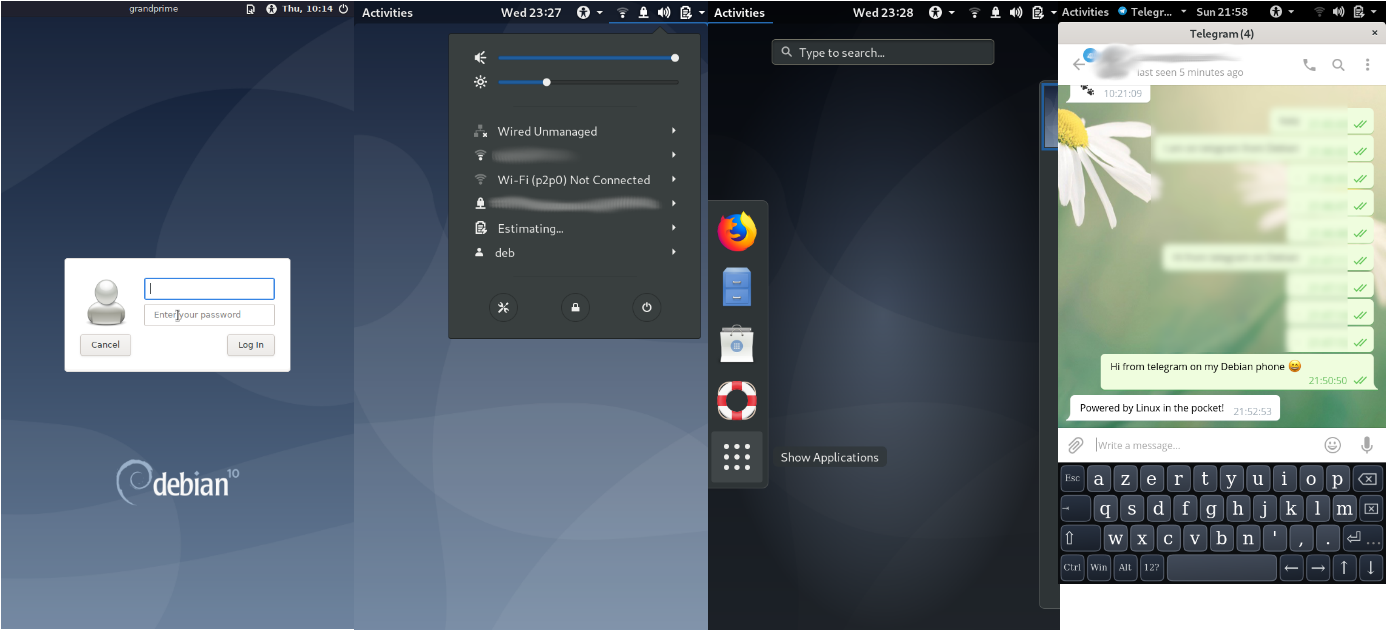 grandprime
Thu, 10:14
Enter your password
Cancel
Log In
debian 10
Activities
Wed 23:27
Wired Unmanaged
Wi-Fi (p2p0) Not Connected
Estimating...
deb
Activities
Wed 23:28
Type to search...
Show Applications
Activities
Telegr...
Sun 21:58
Telegram (4)
×
last seen 5 minutes ago
10:21:09
Hi from telegram on my Debian phone 😄
21:50:50
Powered by Linux in the pocket!
21:52:53
Write a message...
Esc a z e r t y u i o p
q s d f g h j k l m
w x c v b n ' , . ...
Ctrl Win Alt 12? ← → ↑ ↓